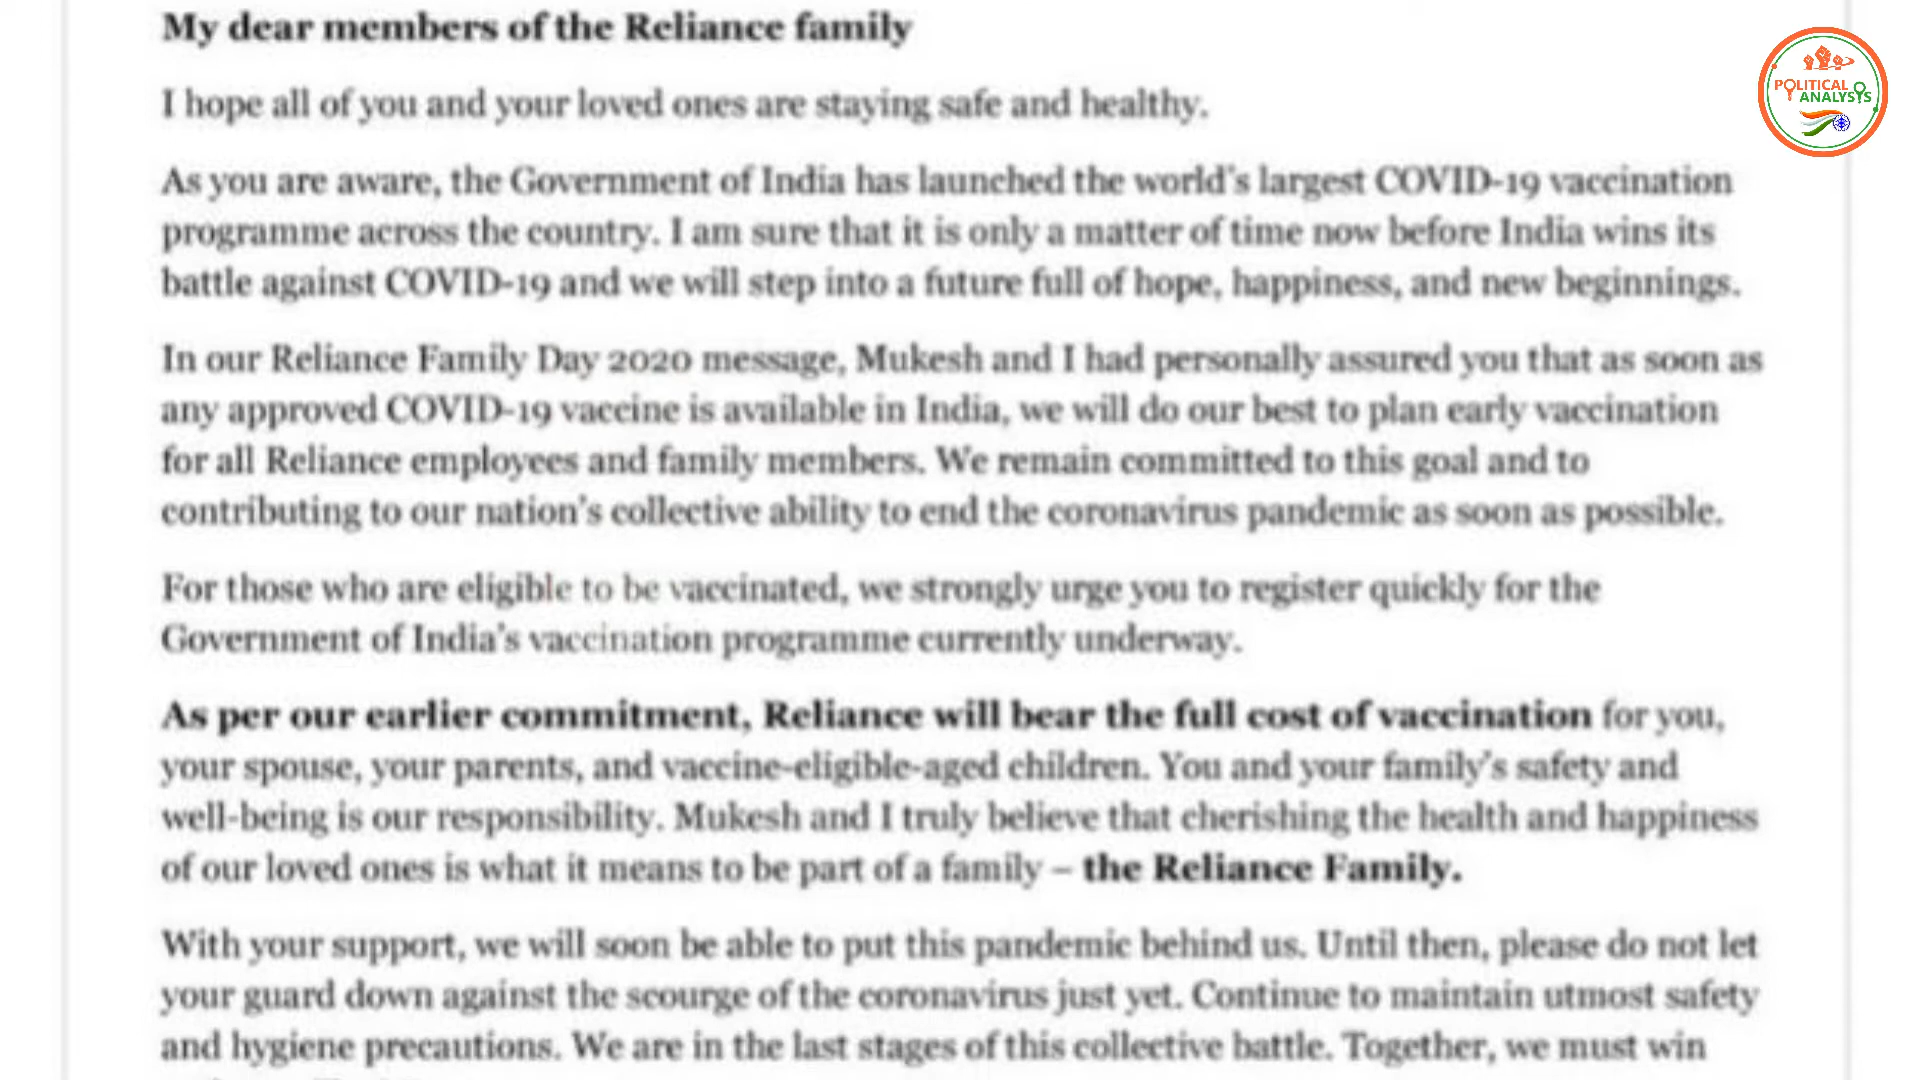 My dear members of the Reliance family
I hope all of you and your loved ones are staying safe and healthy.
As you are aware, the Government of India has launched the world's largest COVID-19 vaccination
programme across the country. I am sure that it is only a matter of time now before India wins its
battle against COVID-19 and we will step into a future full of hope, happiness, and new beginnings.
In our Reliance Family Day 2020 message, Mukesh and I had personally assured you that as soon as
any approved COVID-19 vaccine is available in India, we will do our best to plan early vaccination
for all Reliance employees and family members. We remain committed to this goal and to
contributing to our nation's collective ability to end the coronavirus pandemic as soon as possible.
For those who are eligible to be vaccinated, we strongly urge you to register quickly for the
Government of India's vaccination programme currently underway.
As per our earlier commitment, Reliance will bear the full cost of vaccination for you,
your spouse, your parents, and vaccine-eligible-aged children. You and your family's safety and
well-being is our responsibility. Mukesh and I truly believe that cherishing the health and happiness
of our loved ones is what it means to be part of a family – the Reliance Family.
With your support, we will soon be able to put this pandemic behind us. Until then, please do not let
your guard down against the scourge of the coronavirus just yet. Continue to maintain utmost safety
and hygiene precautions. We are in the last stages of this collective battle. Together, we must win
POLITICAL
ANALYSYS